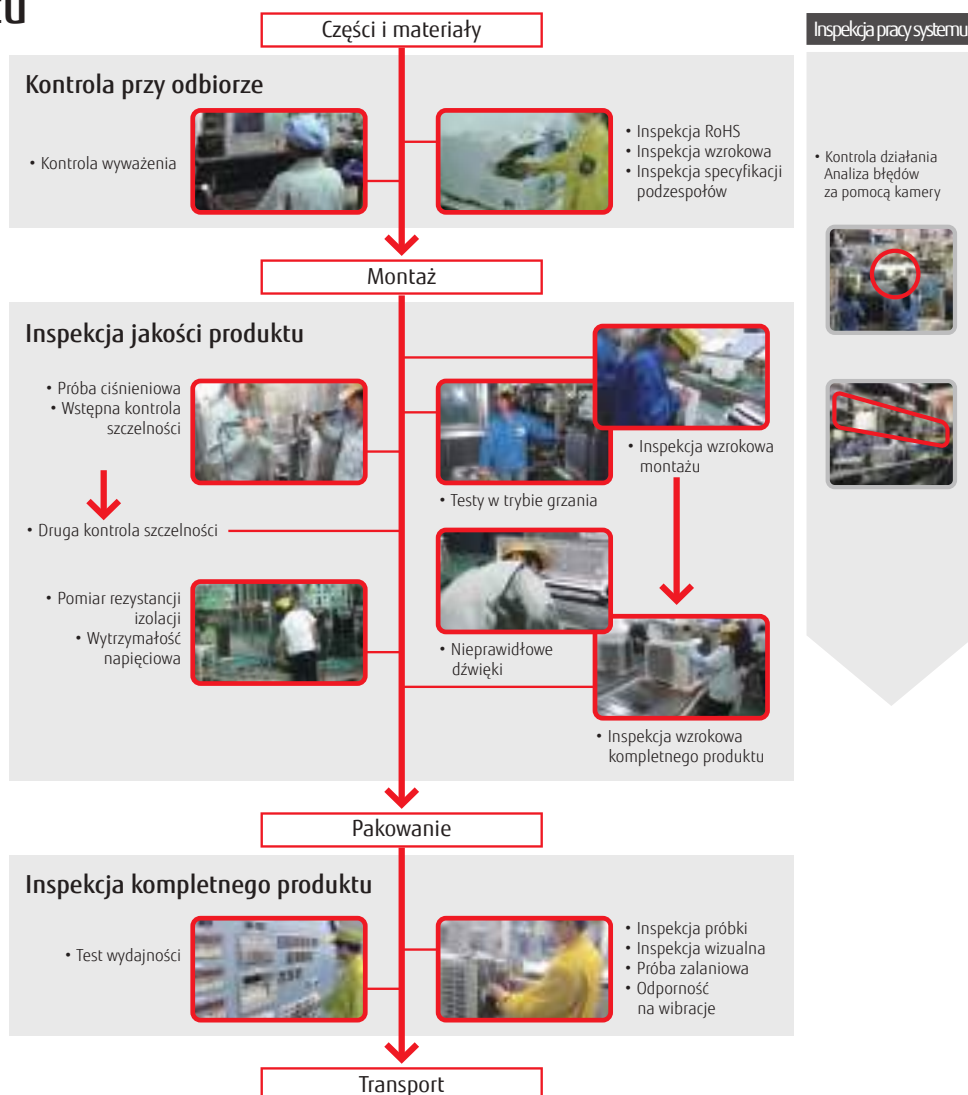 Części i materiały
Kontrola przy odbiorze
• Kontrola wyważenia
• Inspekcja RoHS
• Inspekcja wzrokowa
• Inspekcja specyfikacji
podzespołów
Montaż
Inspekcja jakości produktu
• Próba ciśnieniowa
• Wstępna kontrola
szczelności
• Druga kontrola szczelności
• Pomiar rezystancji
izolacji
• Wytrzymałość
napięciowa
• Testy w trybie grzania
• Inspekcja wzrokowa
montażu
• Nieprawidłowe
dźwięki
• Inspekcja wzrokowa
kompletnego produktu
Pakowanie
Inspekcja kompletnego produktu
• Test wydajności
• Inspekcja próbki
• Inspekcja wizualna
• Próba zalaniowa
• Odporność
na wibracje
Transport
Inspekcja pracy systemu
• Kontrola działania
Analiza błędów
za pomocą kamery